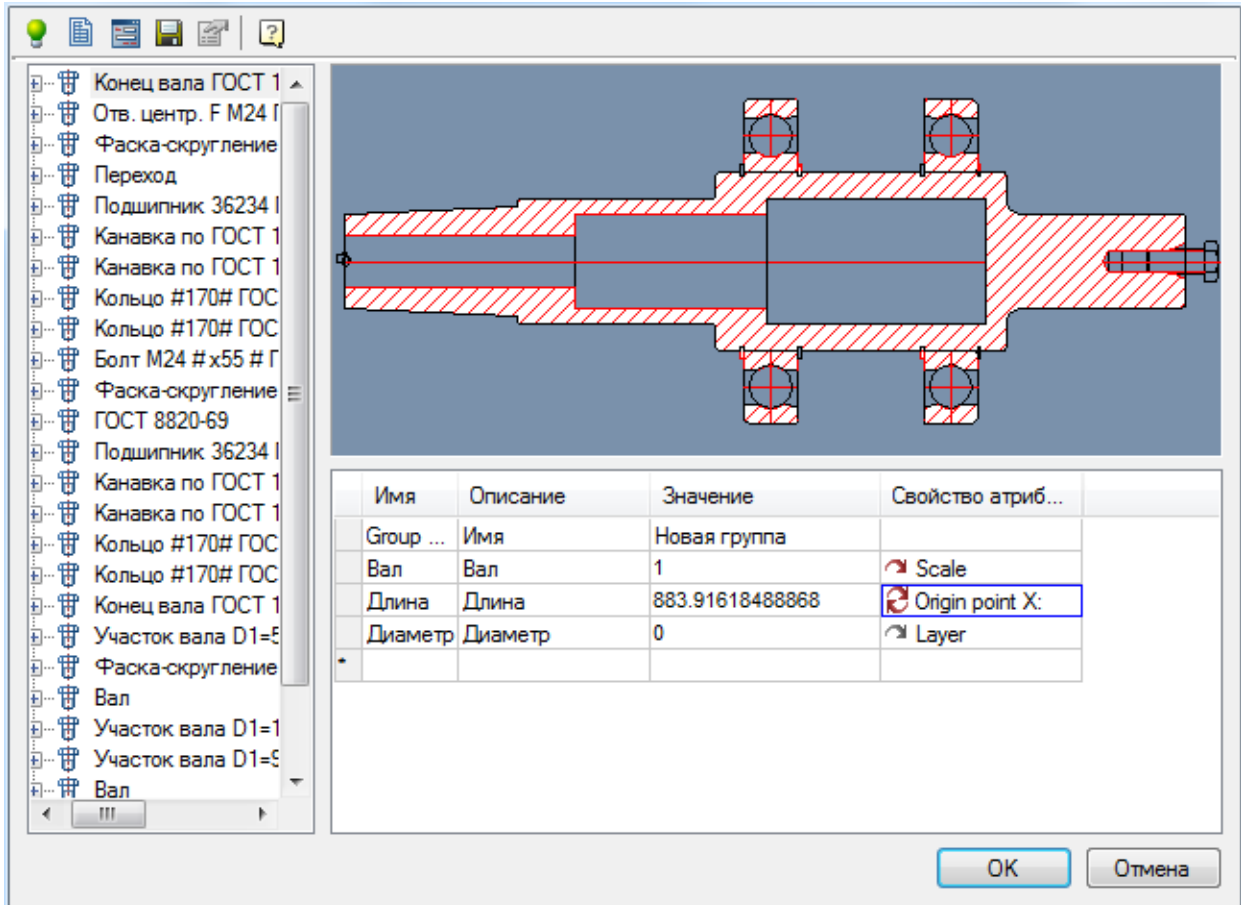 Конец вала ГОСТ 1
Отв. центр. F М24 Г
Фаска-скругление
Переход
Подшипник 36234
Канавка по ГОСТ 1
Канавка по ГОСТ 1
Кольцо #170# ГОС
Кольцо #170# ГОС
Болт М24 # x55 # Г
Фаска-скругление
ГОСТ 8820-69
Подшипник 36234
Канавка по ГОСТ 1
Канавка по ГОСТ 1
Кольцо #170# ГОС
Кольцо #170# ГОС
Конец вала ГОСТ 1
Участок вала D1=5
Фаска-скругление
Вал
Участок вала D1=1
Участок вала D1=9
Вал
Имя Описание Значение Свойство атриб...
Group ... Имя Новая группа
Вал Вал 1 Scale
Длина Длина 883.91618488868 Origin point X:
Диаметр Диаметр 0 Layer
OK Отмена